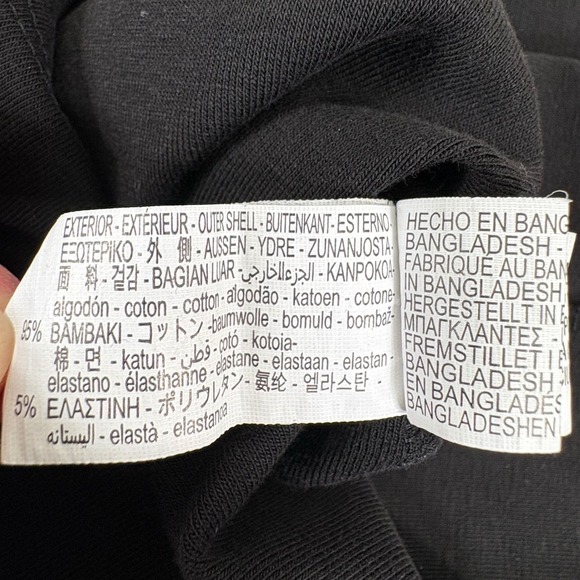 EXTERIOR - EXTÉRIEUR - OUTER SHELL - BUITENKANT- ESTERNO-
ΕΞΩΤΕΡΙΚΟ - 外 側 - AUSSEN - YDRE - ZUNANJOSTA-
面 料 - 겉감 - BAGIAN LUAR - الجزء الخارجي - KANPOKOA-
algodón - coton - cotton - algodão - katoen - cotone-
95% ΒΑΜΒΑΚΙ - コットン -baumwolle - bomuld - bombaž-
棉 - 면 - katun - قطن - cotó - kotoia-
elastano - élasthanne - elastane - elastaan - elastan-
5% ΕΛΑΣΤΙΝΗ - ポリウレタン - 氨纶 - 엘라스탄 -
اليستانه - elastà - elastanoa
HECHO EN BANG
BANGLADESH -
FABRIQUE AU BAN
IN BANGLADESH
HERGESTELLT IN
ΜΠΑΓΚΛΑΝΤΕΣ -
FREMSTILLET I
BANGLADESH
EN BANGLADÉS
BANGLADESHEN